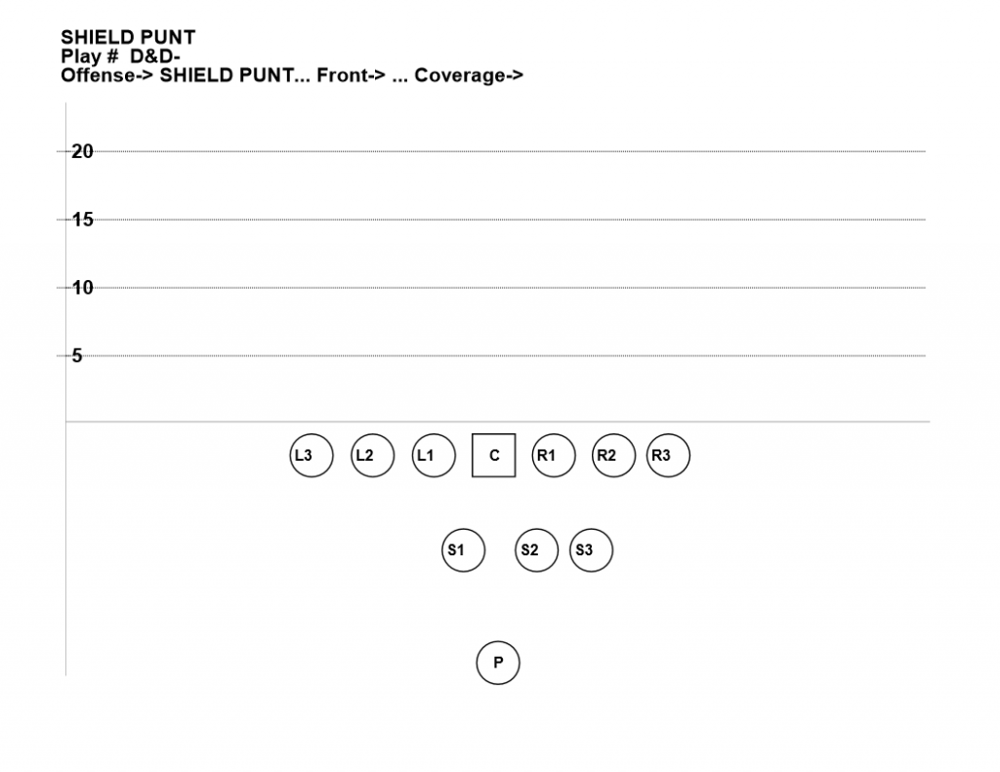 SHIELD PUNT
Play # D&D-
Offense-> SHIELD PUNT... Front-> ... Coverage->
20
15
10
5
L3 L2 L1 C R1 R2 R3
S1 S2 S3
P